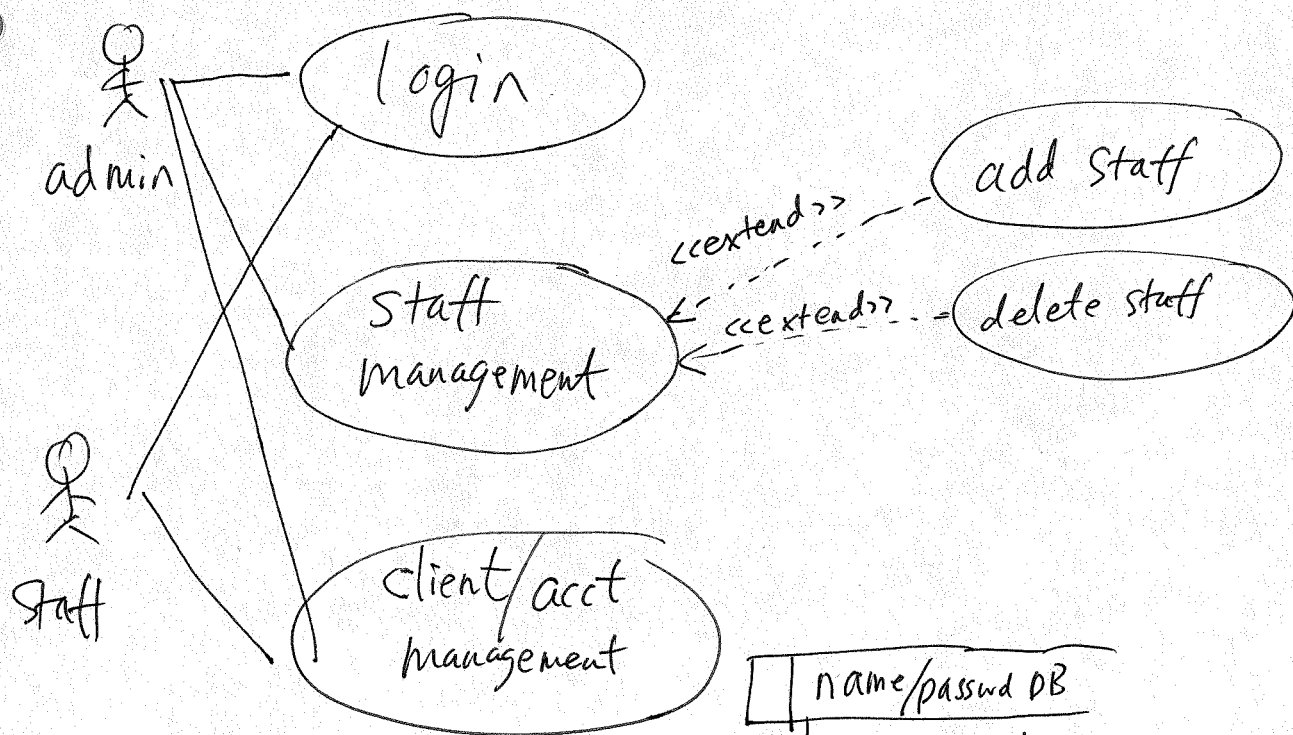 login
admin
add staff
<<extend>>
staff
management
<<extend>>
delete staff
staff
client/acct
management
name/passwd DB